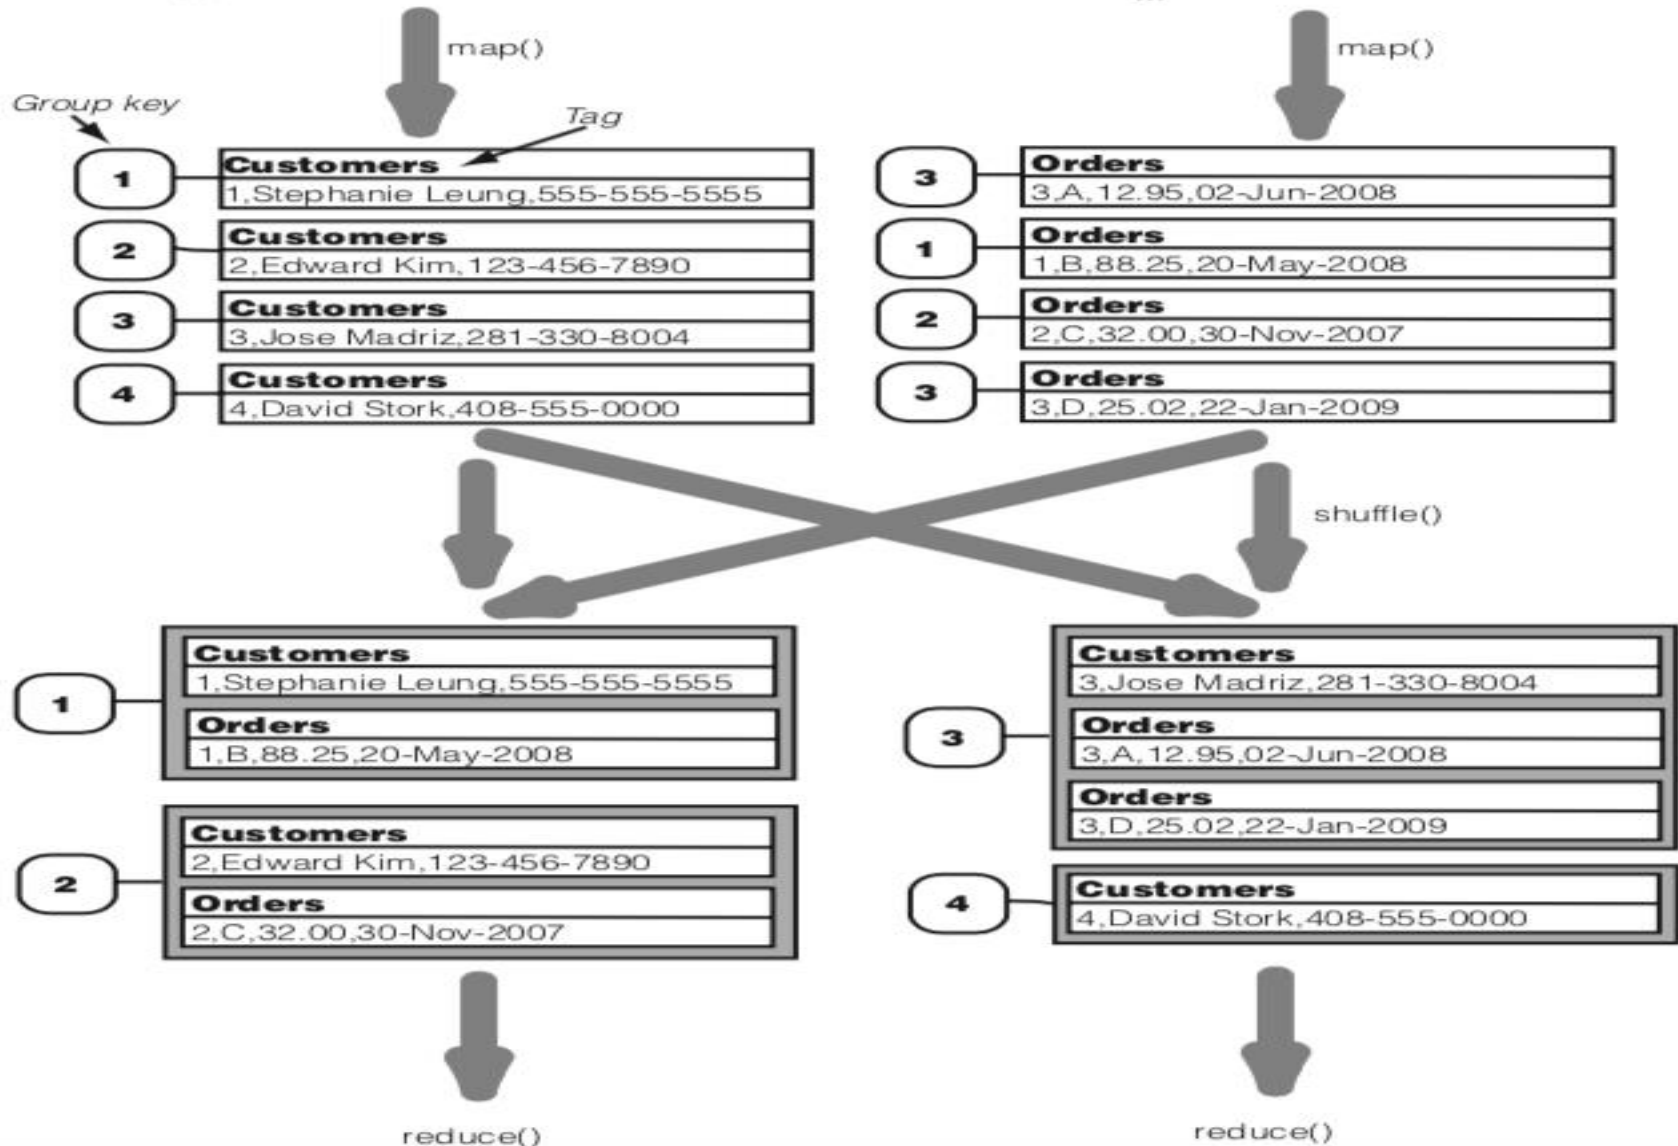 map()
map()
Group key
Tag
1
Customers
1,Stephanie Leung,555-555-5555
2
Customers
2,Edward Kim,123-456-7890
3
Customers
3,Jose Madriz,281-330-8004
4
Customers
4,David Stork,408-555-0000
3
Orders
3,A,12.95,02-Jun-2008
1
Orders
1,B,88.25,20-May-2008
2
Orders
2,C,32.00,30-Nov-2007
3
Orders
3,D,25.02,22-Jan-2009
shuffle()
1
Customers
1,Stephanie Leung,555-555-5555
Orders
1,B,88.25,20-May-2008
2
Customers
2,Edward Kim,123-456-7890
Orders
2,C,32.00,30-Nov-2007
3
Customers
3,Jose Madriz,281-330-8004
Orders
3,A,12.95,02-Jun-2008
Orders
3,D,25.02,22-Jan-2009
4
Customers
4,David Stork,408-555-0000
reduce()
reduce()